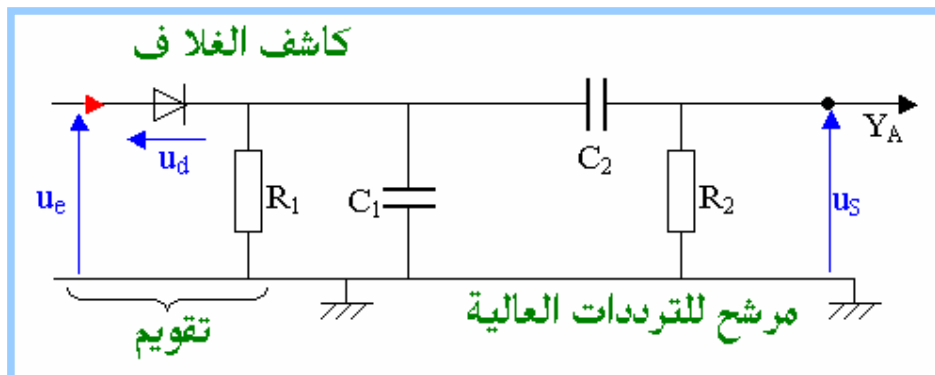 كاشف الغلا ف
Y_A
u_d
C_2
u_e
R_1
C_1
R_2
u_S
تقويم
مرشح للترددات العالية